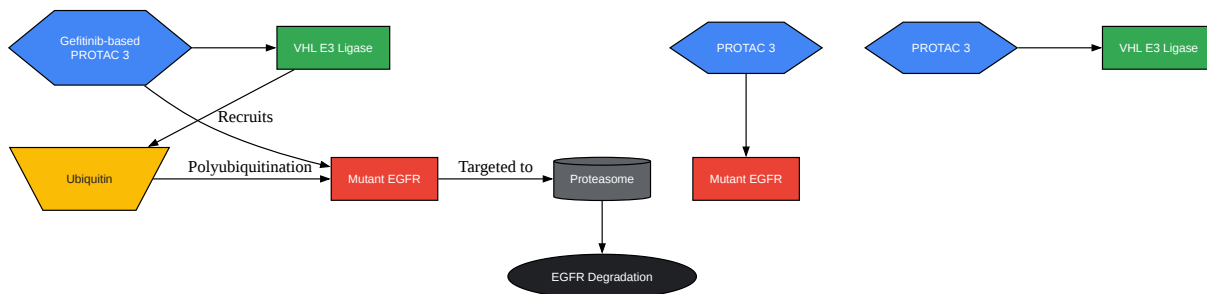 Gefitinib-based
PROTAC 3
VHL E3 Ligase
PROTAC 3
PROTAC 3
VHL E3 Ligase
Recruits
Ubiquitin
Polyubiquitination
Mutant EGFR
Targeted to
Proteasome
Mutant EGFR
EGFR Degradation